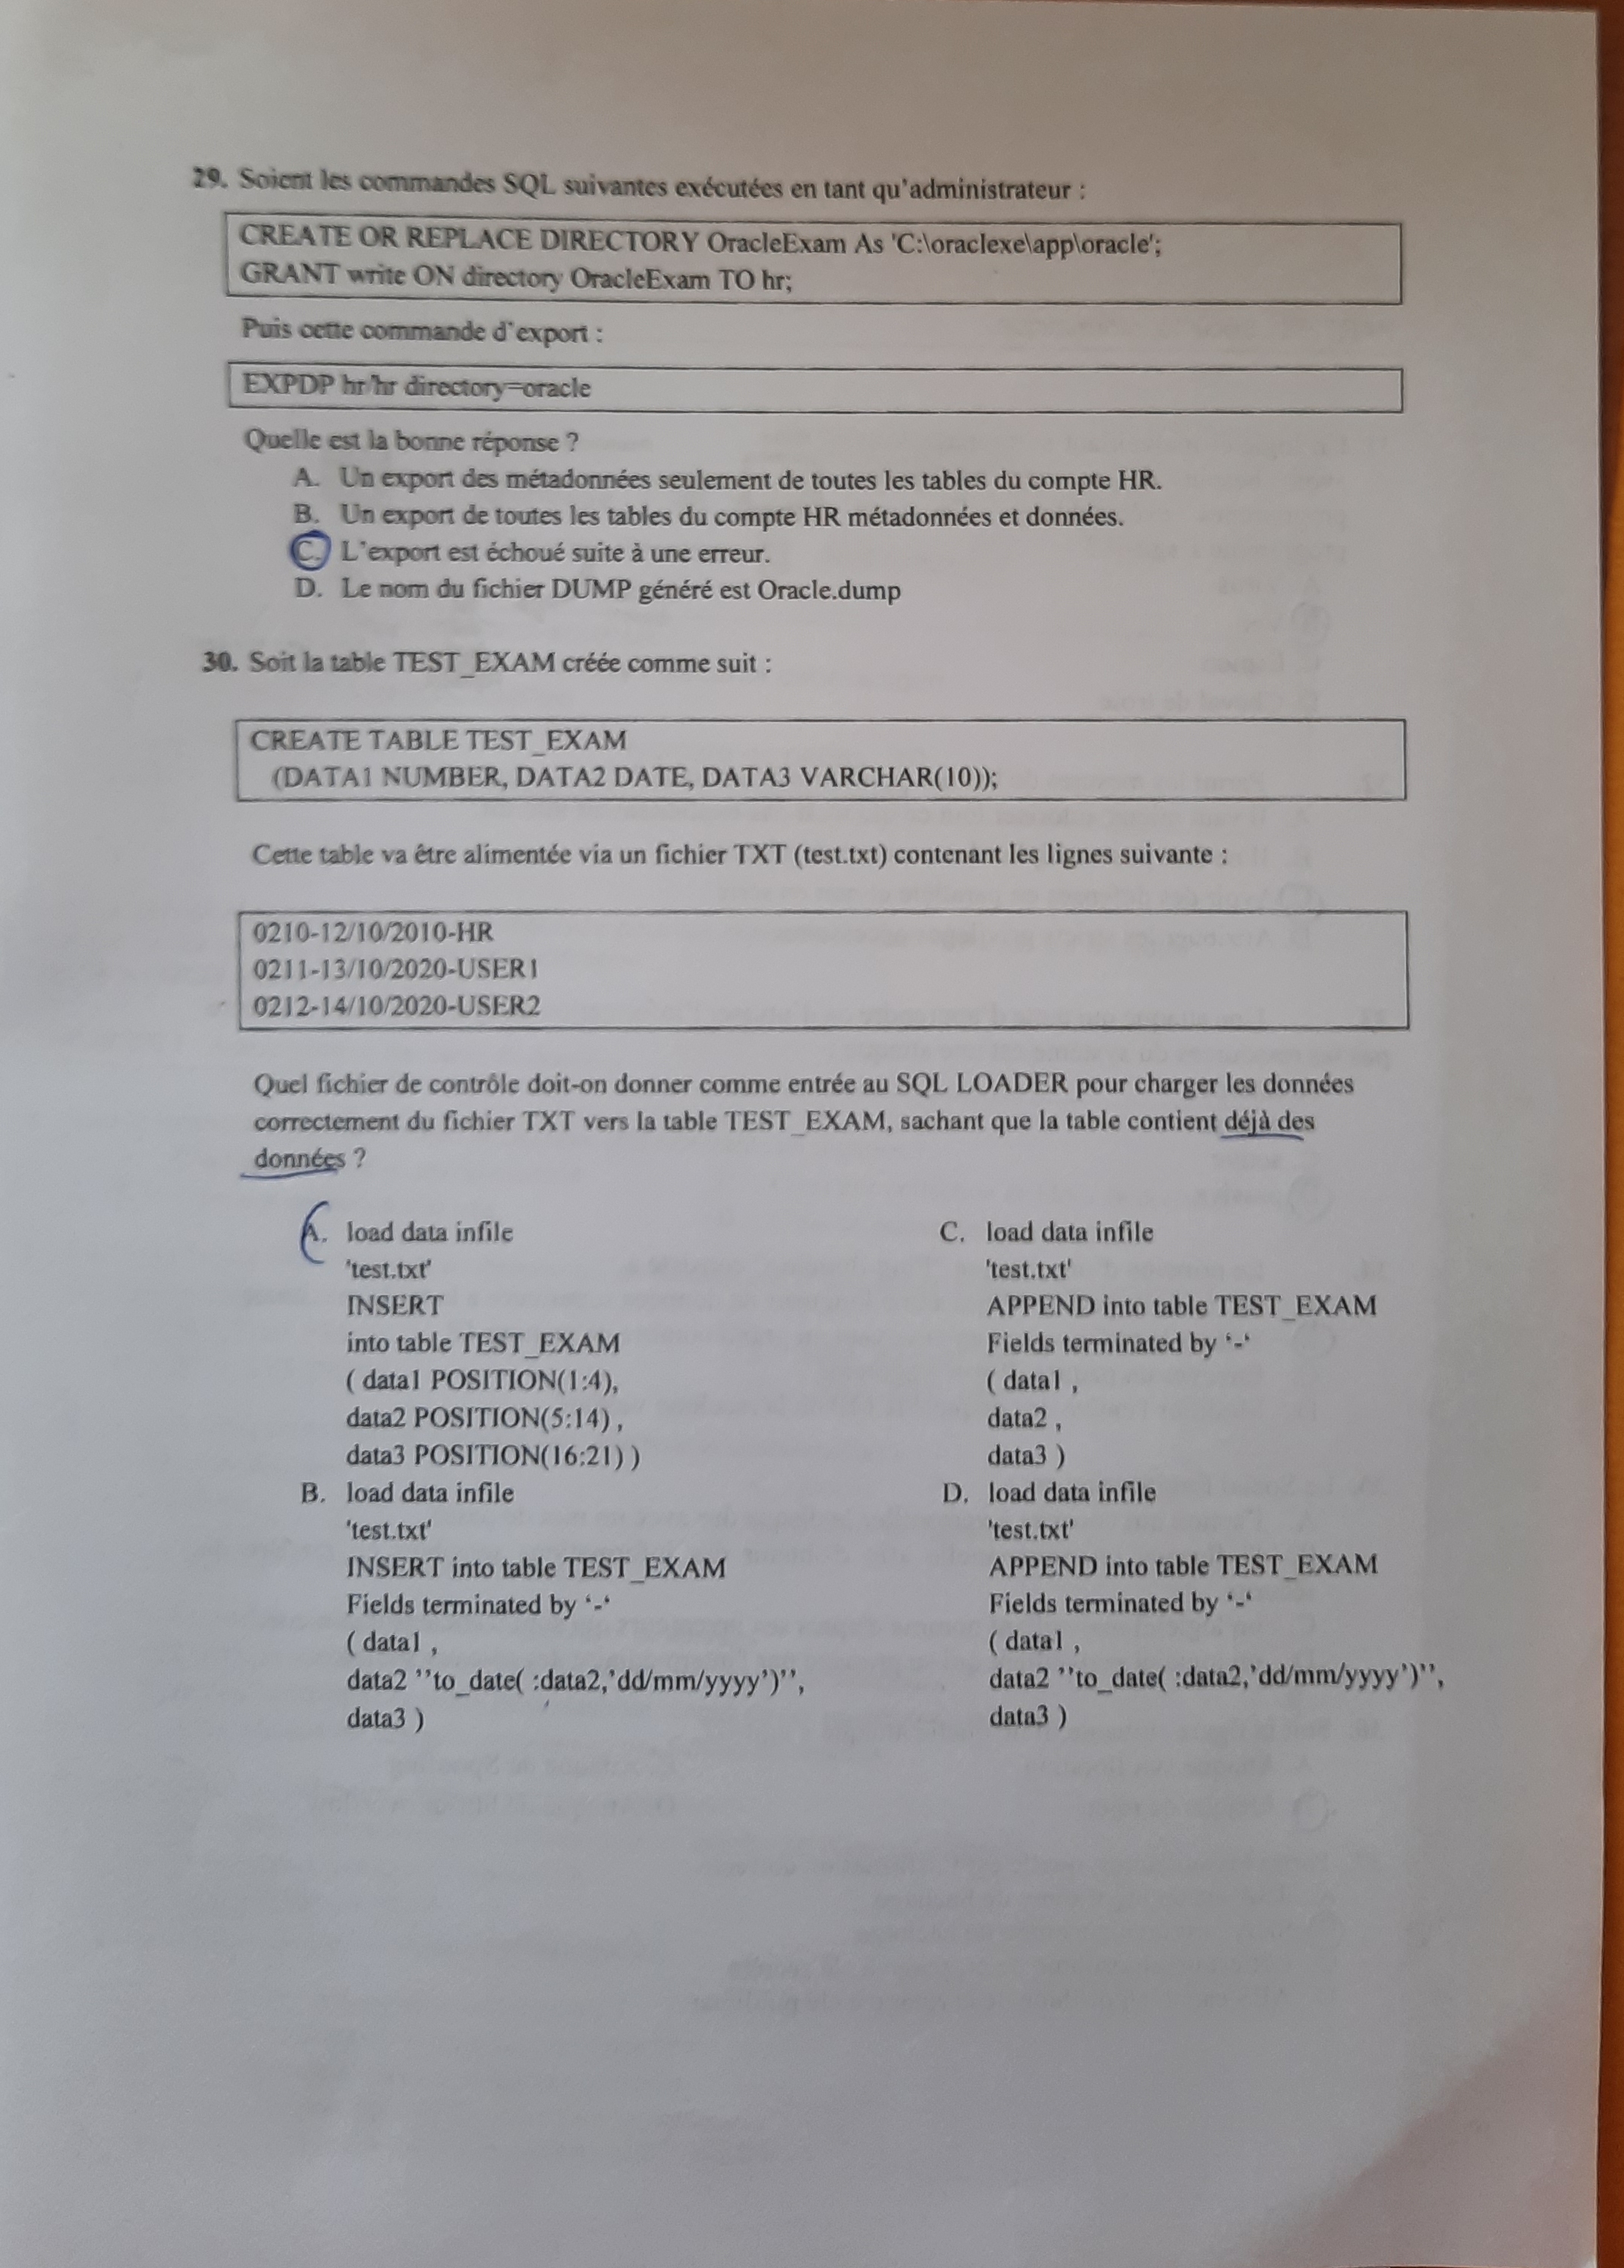 29. Soient les commandes SQL suivantes exécutées en tant qu'administrateur :
CREATE OR REPLACE DIRECTORY OracleExam As 'C:\oraclexe\app\oracle';
GRANT write ON directory OracleExam TO hr;
Puis cette commande d'export :
EXPDP hr/hr directory=oracle
Quelle est la bonne réponse ?
A. Un export des métadonnées seulement de toutes les tables du compte HR.
B. Un export de toutes les tables du compte HR métadonnées et données.
C. L'export est échoué suite à une erreur.
D. Le nom du fichier DUMP généré est Oracle.dump
30. Soit la table TEST_EXAM créée comme suit :
CREATE TABLE TEST_EXAM
(DATA1 NUMBER, DATA2 DATE, DATA3 VARCHAR(10));
Cette table va être alimentée via un fichier TXT (test.txt) contenant les lignes suivante :
0210-12/10/2010-HR
0211-13/10/2020-USER1
0212-14/10/2020-USER2
Quel fichier de contrôle doit-on donner comme entrée au SQL LOADER pour charger les données
correctement du fichier TXT vers la table TEST_EXAM, sachant que la table contient déjà des
données ?
A. load data infile
'test.txt'
INSERT
into table TEST_EXAM
( data1 POSITION(1:4),
data2 POSITION(5:14) ,
data3 POSITION(16:21) )
B. load data infile
'test.txt'
INSERT into table TEST_EXAM
Fields terminated by ‘-‘
( data1 ,
data2 ’’to_date( :data2,’dd/mm/yyyy’)’’,
data3 )
C. load data infile
'test.txt'
APPEND into table TEST_EXAM
Fields terminated by ‘-‘
( data1 ,
data2 ,
data3 )
D. load data infile
'test.txt'
APPEND into table TEST_EXAM
Fields terminated by ‘-‘
( data1 ,
data2 ’’to_date( :data2,’dd/mm/yyyy’)’’,
data3 )